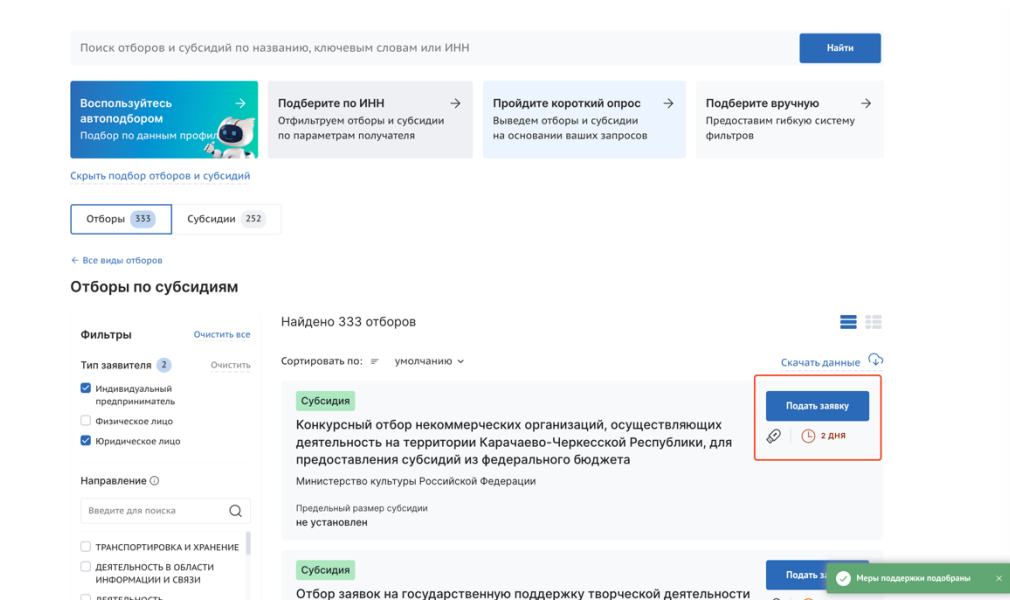 Поиск отборов и субсидий по названию, ключевым словам или ИНН
Найти
Воспользуйтесь
автоподбором
Подбор по данным
Подберите по ИНН
Отфильтруем отборы и субсидии
по параметрам получателя
Пройдите короткий опрос
Выведем отборы и субсидии
на основании ваших запросов
Подберите вручную
Предоставим гибкую систему
фильтров
Скрыть подбор отборов и субсидий
Отборы 333
Субсидии 252
← Все виды отборов
Отборы по субсидиям
Фильтры
Очистить все
Тип заявителя 2
Очистить
Индивидуальный
предприниматель
Физическое лицо
Юридическое лицо
Направление
Введите для поиска
ТРАНСПОРТИРОВКА И ХРАНЕНИЕ
ДЕЯТЕЛЬНОСТЬ В ОБЛАСТИ
ИНФОРМАЦИИ И СВЯЗИ
Найдено 333 отборов
Сортировать по: умолчанию
Скачать данные
Субсидия
Конкурсный отбор некоммерческих организаций, осуществляющих
деятельность на территории Карачаево-Черкесской Республики, для
предоставления субсидий из федерального бюджета
Министерство культуры Российской Федерации
Предельный размер субсидии
не установлен
Подать заявку
2 ДНЯ
Субсидия
Отбор заявок на государственную поддержку творческой деятельности
Подать
Меры поддержки подобраны